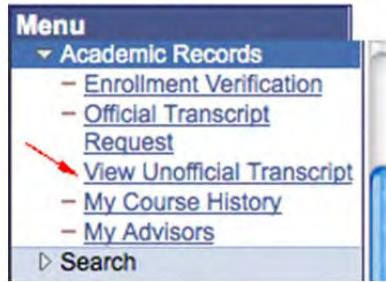 Menu
Academic Records
Enrollment Verification
Official Transcript
Request
View Unofficial Transcript
My Course History
My Advisors
Search